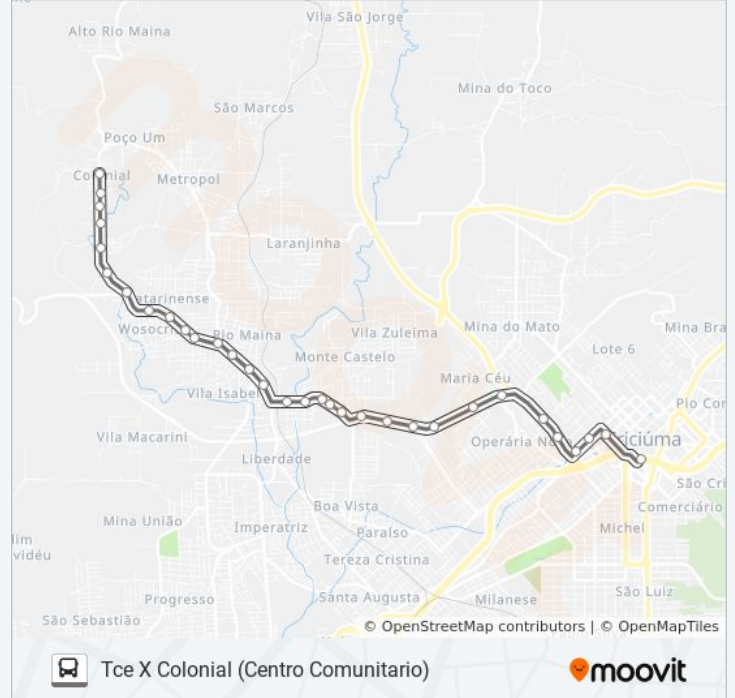 Vila São Jorge
Alto Rio Maina
Mina do Toco
São Marcos
Poço Um
Colonial
Metropol
Laranjinha
Catarinense
Wosocris
Rio Maina
Vila Zuleima
Mina do Mato
Mina Bra
Lote 6
Monte Castelo
Maria Céu
Vila Isabel
Pio Cor
Vila Macarini
Operária Nova
Criciúma
Liberdade
São Cri
Boa Vista
Comerciário
Mina União
Imperatriz
Paraíso
Michel
dim
vidéu
Tereza Cristina
Progresso
Santa Augusta
Milanese
São Luiz
São Sebastião
© OpenStreetMap contributors | © OpenMapTiles
Tce X Colonial (Centro Comunitario)
moovit